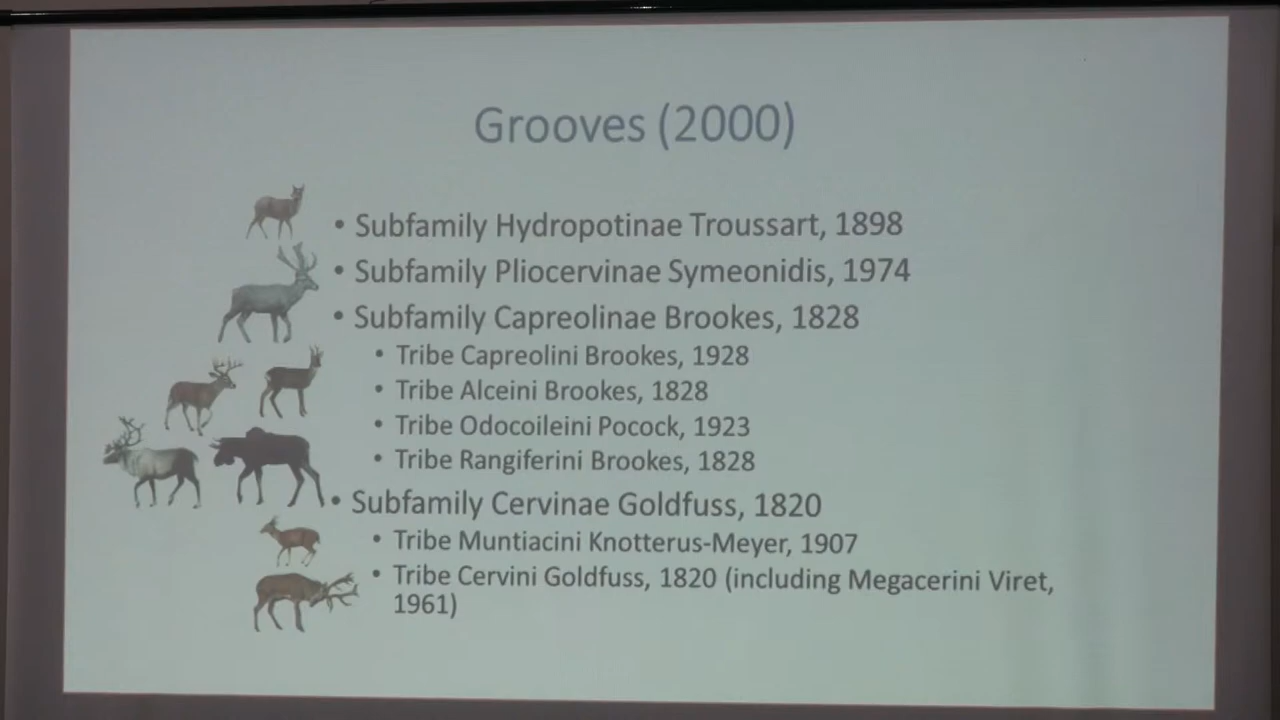 Grooves (2000)
• Subfamily Hydropotinae Troussart, 1898
• Subfamily Pliocervinae Symeonidis, 1974
• Subfamily Capreolinae Brookes, 1828
• Tribe Capreolini Brookes, 1928
• Tribe Alceini Brookes, 1828
• Tribe Odocoileini Pocock, 1923
• Tribe Rangiferini Brookes, 1828
• Subfamily Cervinae Goldfuss, 1820
• Tribe Muntiacini Knotterus-Meyer, 1907
• Tribe Cervini Goldfuss, 1820 (including Megacerini Viret,
1961)